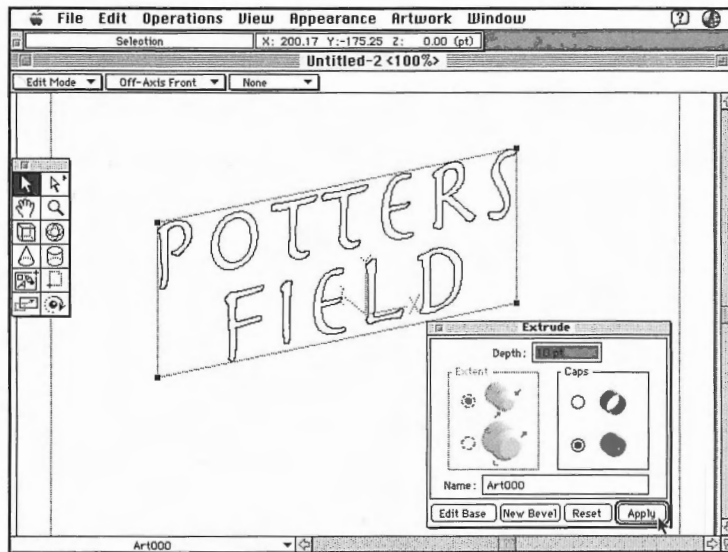 File Edit Operations View Appearance Artwork Window
Selection X: 200.17 Y:-175.25 Z: 0.00 (pt)
Untitled-2 <100%>
Edit Mode Off-Axis Front None
POTTERS
FIELD
X
Extrude
Depth: 10 pt
Extent Caps
Name: Art000
Edit Base New Bevel Reset Apply
Art000